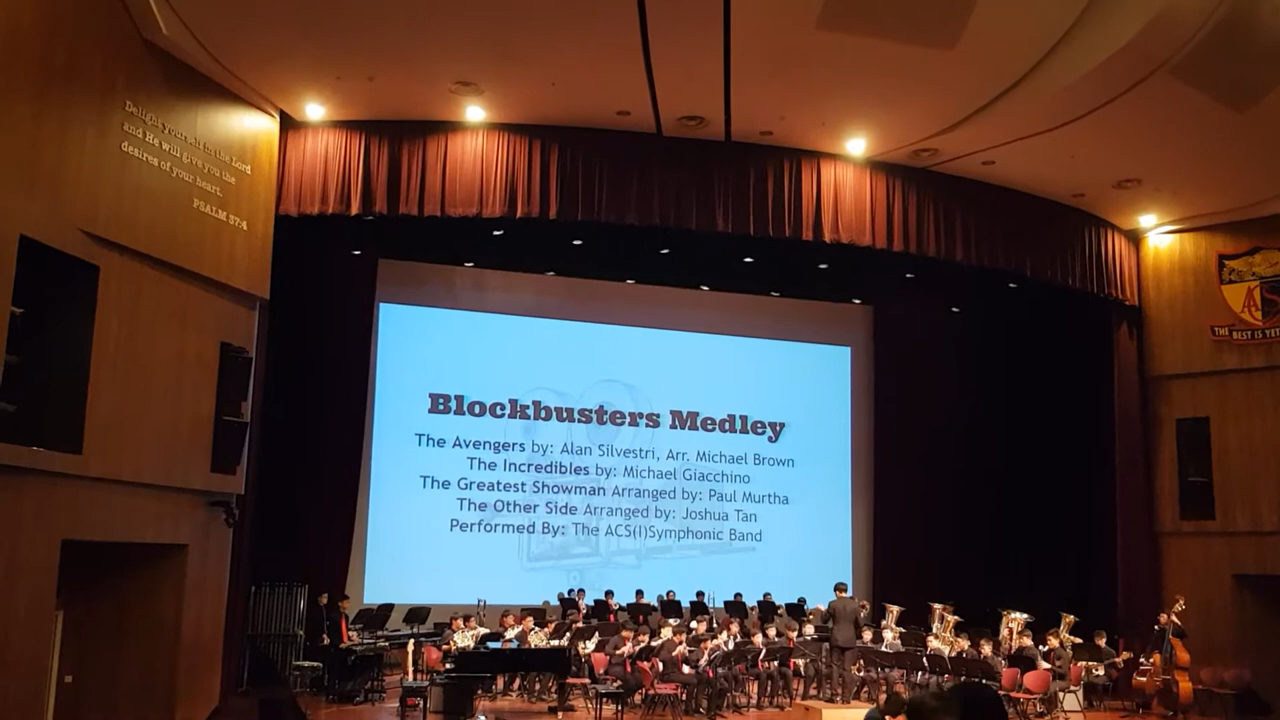 Delight yourself in the Lord
and He will give you the
desires of your heart.
PSALM 37:4
Blockbusters Medley
The Avengers by: Alan Silvestri, Arr. Michael Brown
The Incredibles by: Michael Giacchino
The Greatest Showman Arranged by: Paul Murtha
The Other Side Arranged by: Joshua Tan
Performed By: The ACS(I)Symphonic Band
ACS
THE BEST IS YET